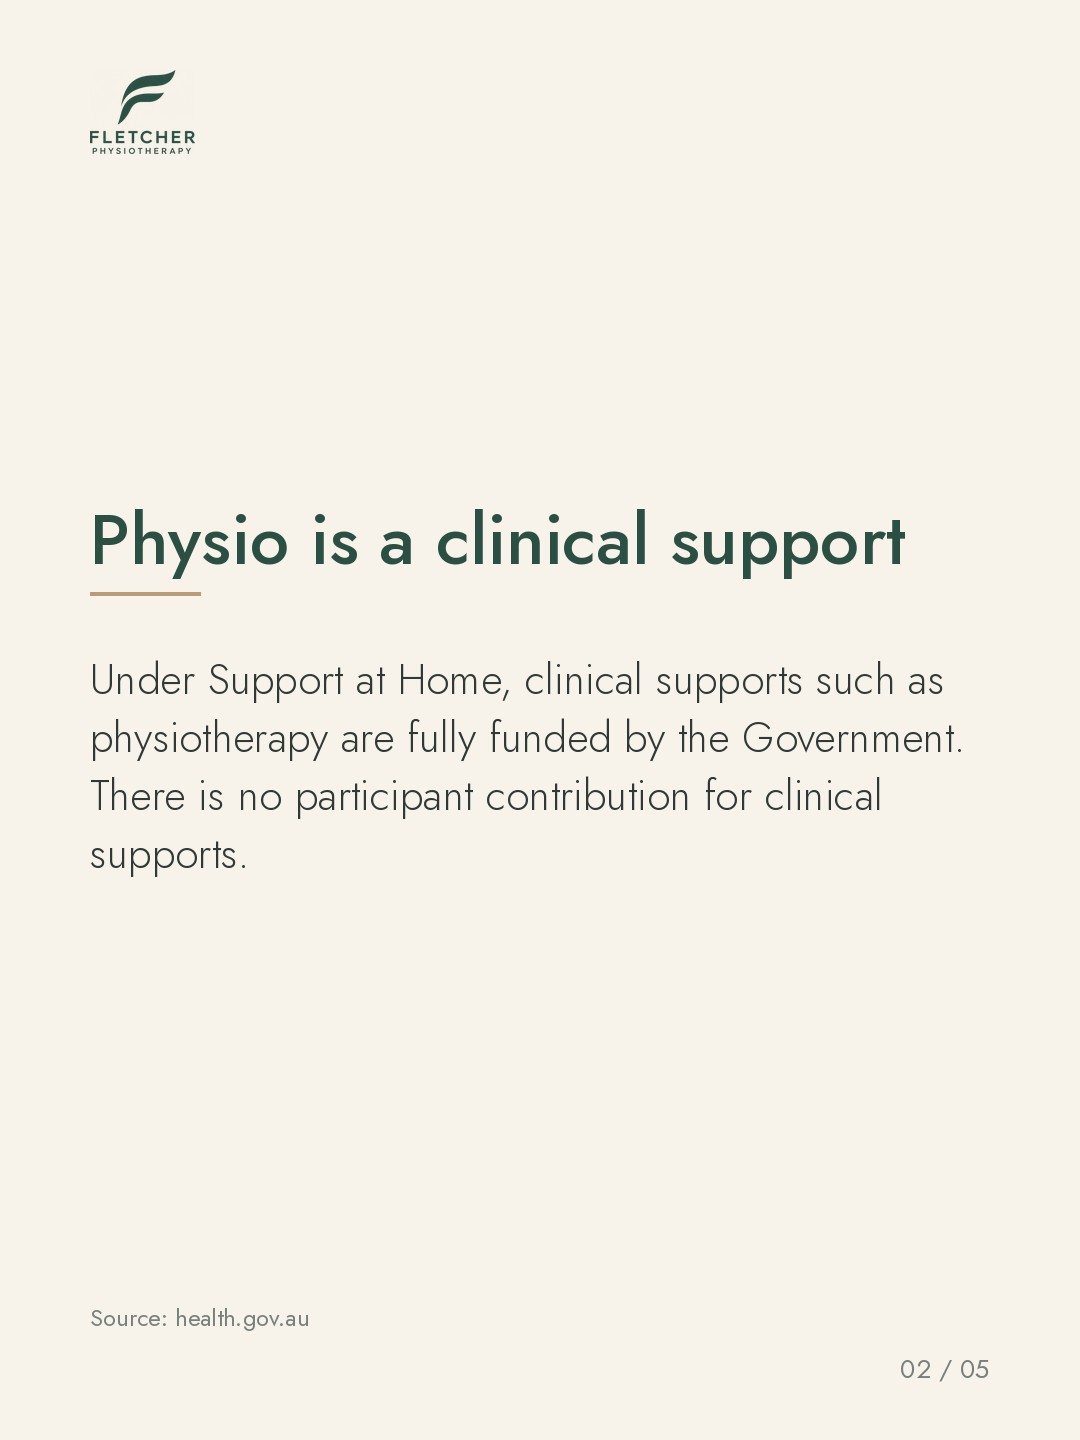 FLETCHER
PHYSIOTHERAPY
Physio is a clinical support
Under Support at Home, clinical supports such as
physiotherapy are fully funded by the Government.
There is no participant contribution for clinical
supports.
Source: health.gov.au
02 / 05